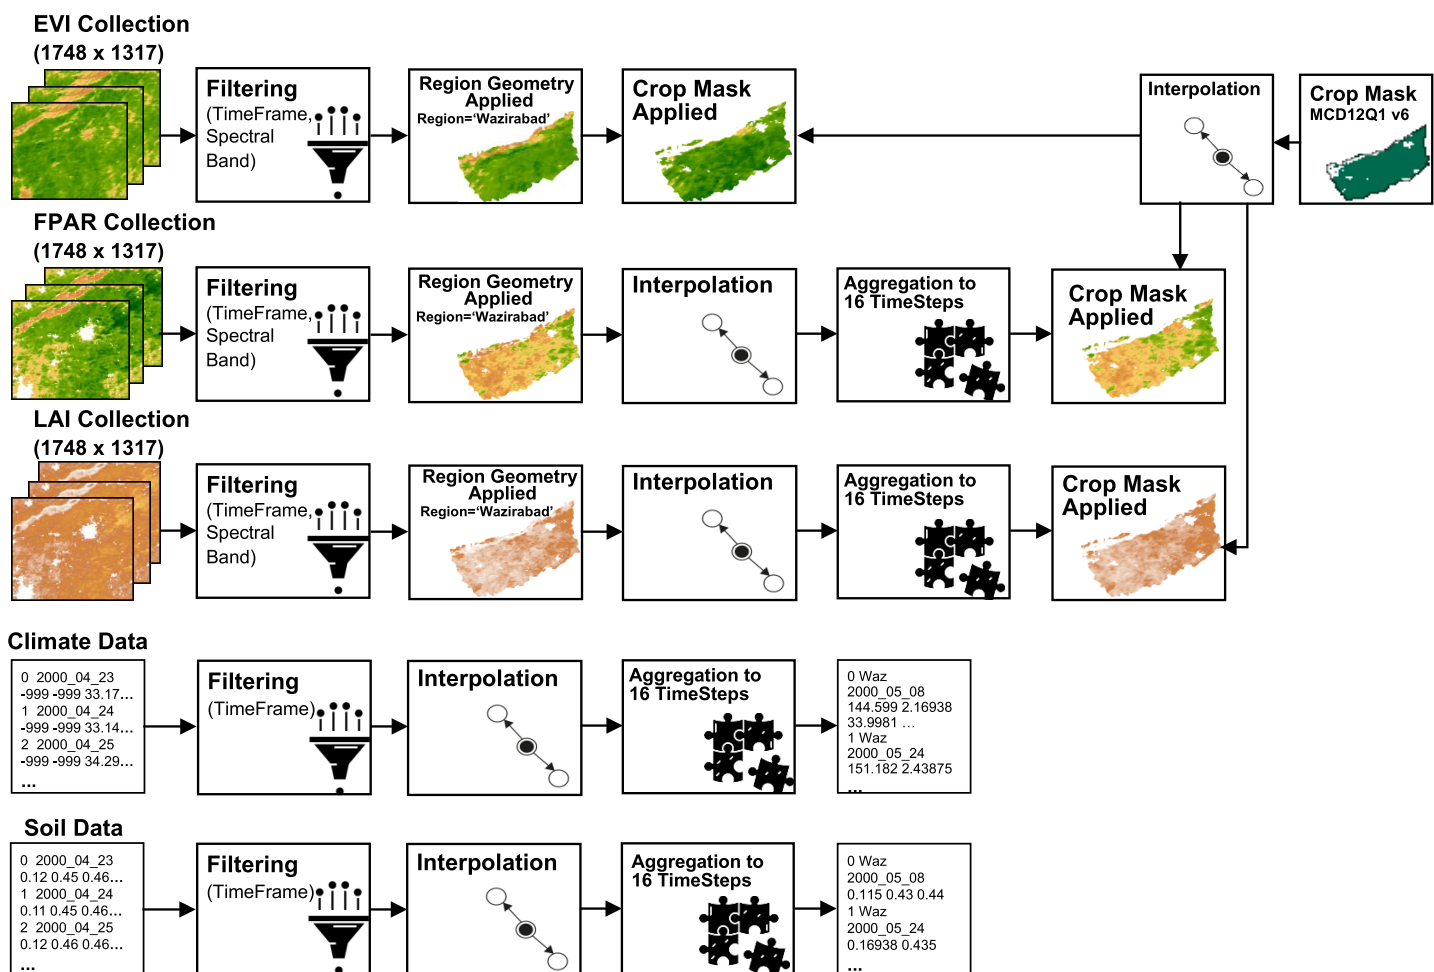 EVI Collection
(1748 x 1317)
Filtering
(TimeFrame,
Spectral
Band)
Region Geometry
Applied
Region='Wazirabad'
Crop Mask
Applied
Interpolation
Crop Mask
MCD12Q1 v6
FPAR Collection
(1748 x 1317)
Filtering
(TimeFrame,
Spectral
Band)
Region Geometry
Applied
Region='Wazirabad'
Interpolation
Aggregation to
16 TimeSteps
Crop Mask
Applied
LAI Collection
(1748 x 1317)
Filtering
(TimeFrame,
Spectral
Band)
Region Geometry
Applied
Region='Wazirabad'
Interpolation
Aggregation to
16 TimeSteps
Crop Mask
Applied
Climate Data
0 2000_04_23
-999 -999 33.17...
1 2000_04_24
-999 -999 33.14...
2 2000_04_25
-999 -999 34.29...
...
Filtering
(TimeFrame)
Interpolation
Aggregation to
16 TimeSteps
0 Waz
2000_05_08
144.599 2.16938
33.9981 ...
1 Waz
2000_05_24
151.182 2.43875
...
Soil Data
0 2000_04_23
0.12 0.45 0.46...
1 2000_04_24
0.11 0.45 0.46...
2 2000_04_25
0.12 0.46 0.46...
...
Filtering
(TimeFrame)
Interpolation
Aggregation to
16 TimeSteps
0 Waz
2000_05_08
0.115 0.43 0.44
1 Waz
2000_05_24
0.16938 0.435
...